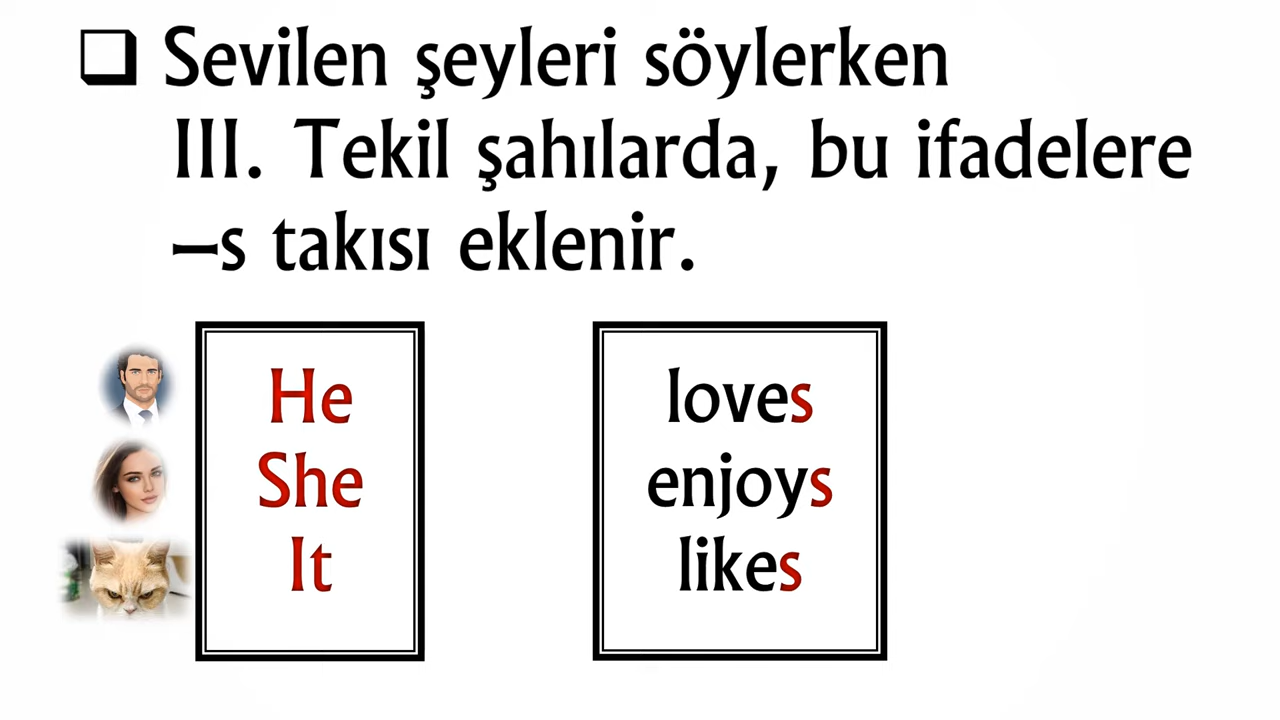 ❑ Sevilen şeyleri söylerken
III. Tekil şahılarda, bu ifadelere
–s takısı eklenir.
He
She
It
loves
enjoys
likes